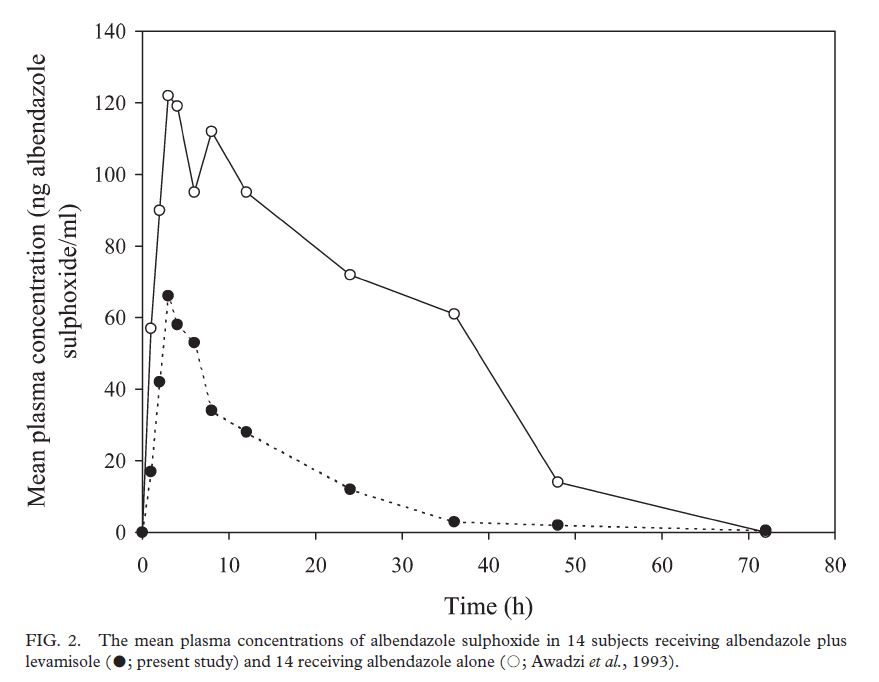 140
120
100
80
60
40
20
0
Mean plasma concentration (ng albendazole
sulphoxide/ml)
0 10 20 30 40 50 60 70 80
Time (h)
FIG. 2. The mean plasma concentrations of albendazole sulphoxide in 14 subjects receiving albendazole plus
levamisole (●; present study) and 14 receiving albendazole alone (○; Awadzi et al., 1993).